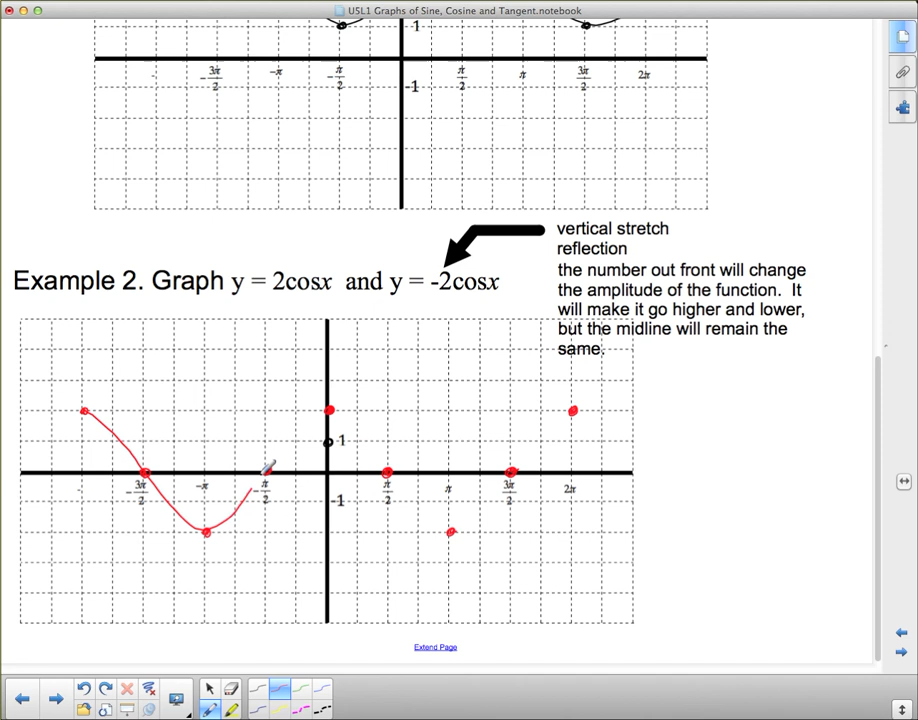 USL1 Graphs of Sine, Cosine and Tangent.notebook
1
-3π/2 -π -π/2 π/2 π 3π/2 2π
-1
vertical stretch
reflection
the number out front will change
the amplitude of the function. It
will make it go higher and lower,
but the midline will remain the
same.
Example 2. Graph y = 2cosx and y = -2cosx
1
-3π/2 -π -π/2 π/2 π 3π/2 2π
-1
Extend Page